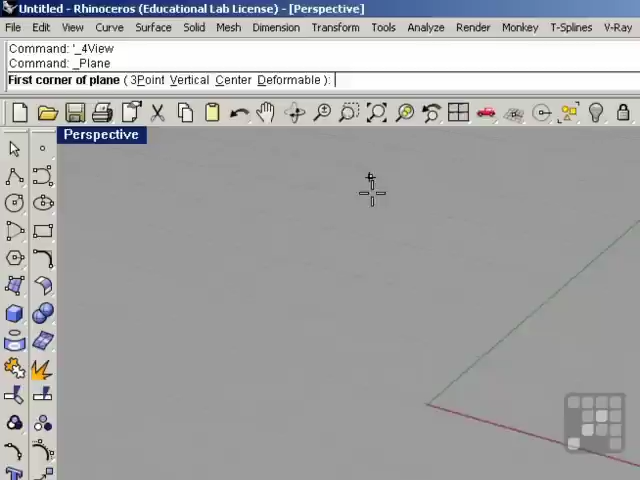 Untitled - Rhinoceros (Educational Lab License) - [Perspective]
File Edit View Curve Surface Solid Mesh Dimension Transform Tools Analyze Render Monkey T-Splines V-Ray
Command: '_4View
Command: _Plane
First corner of plane ( 3Point Vertical Center Deformable ):
Perspective